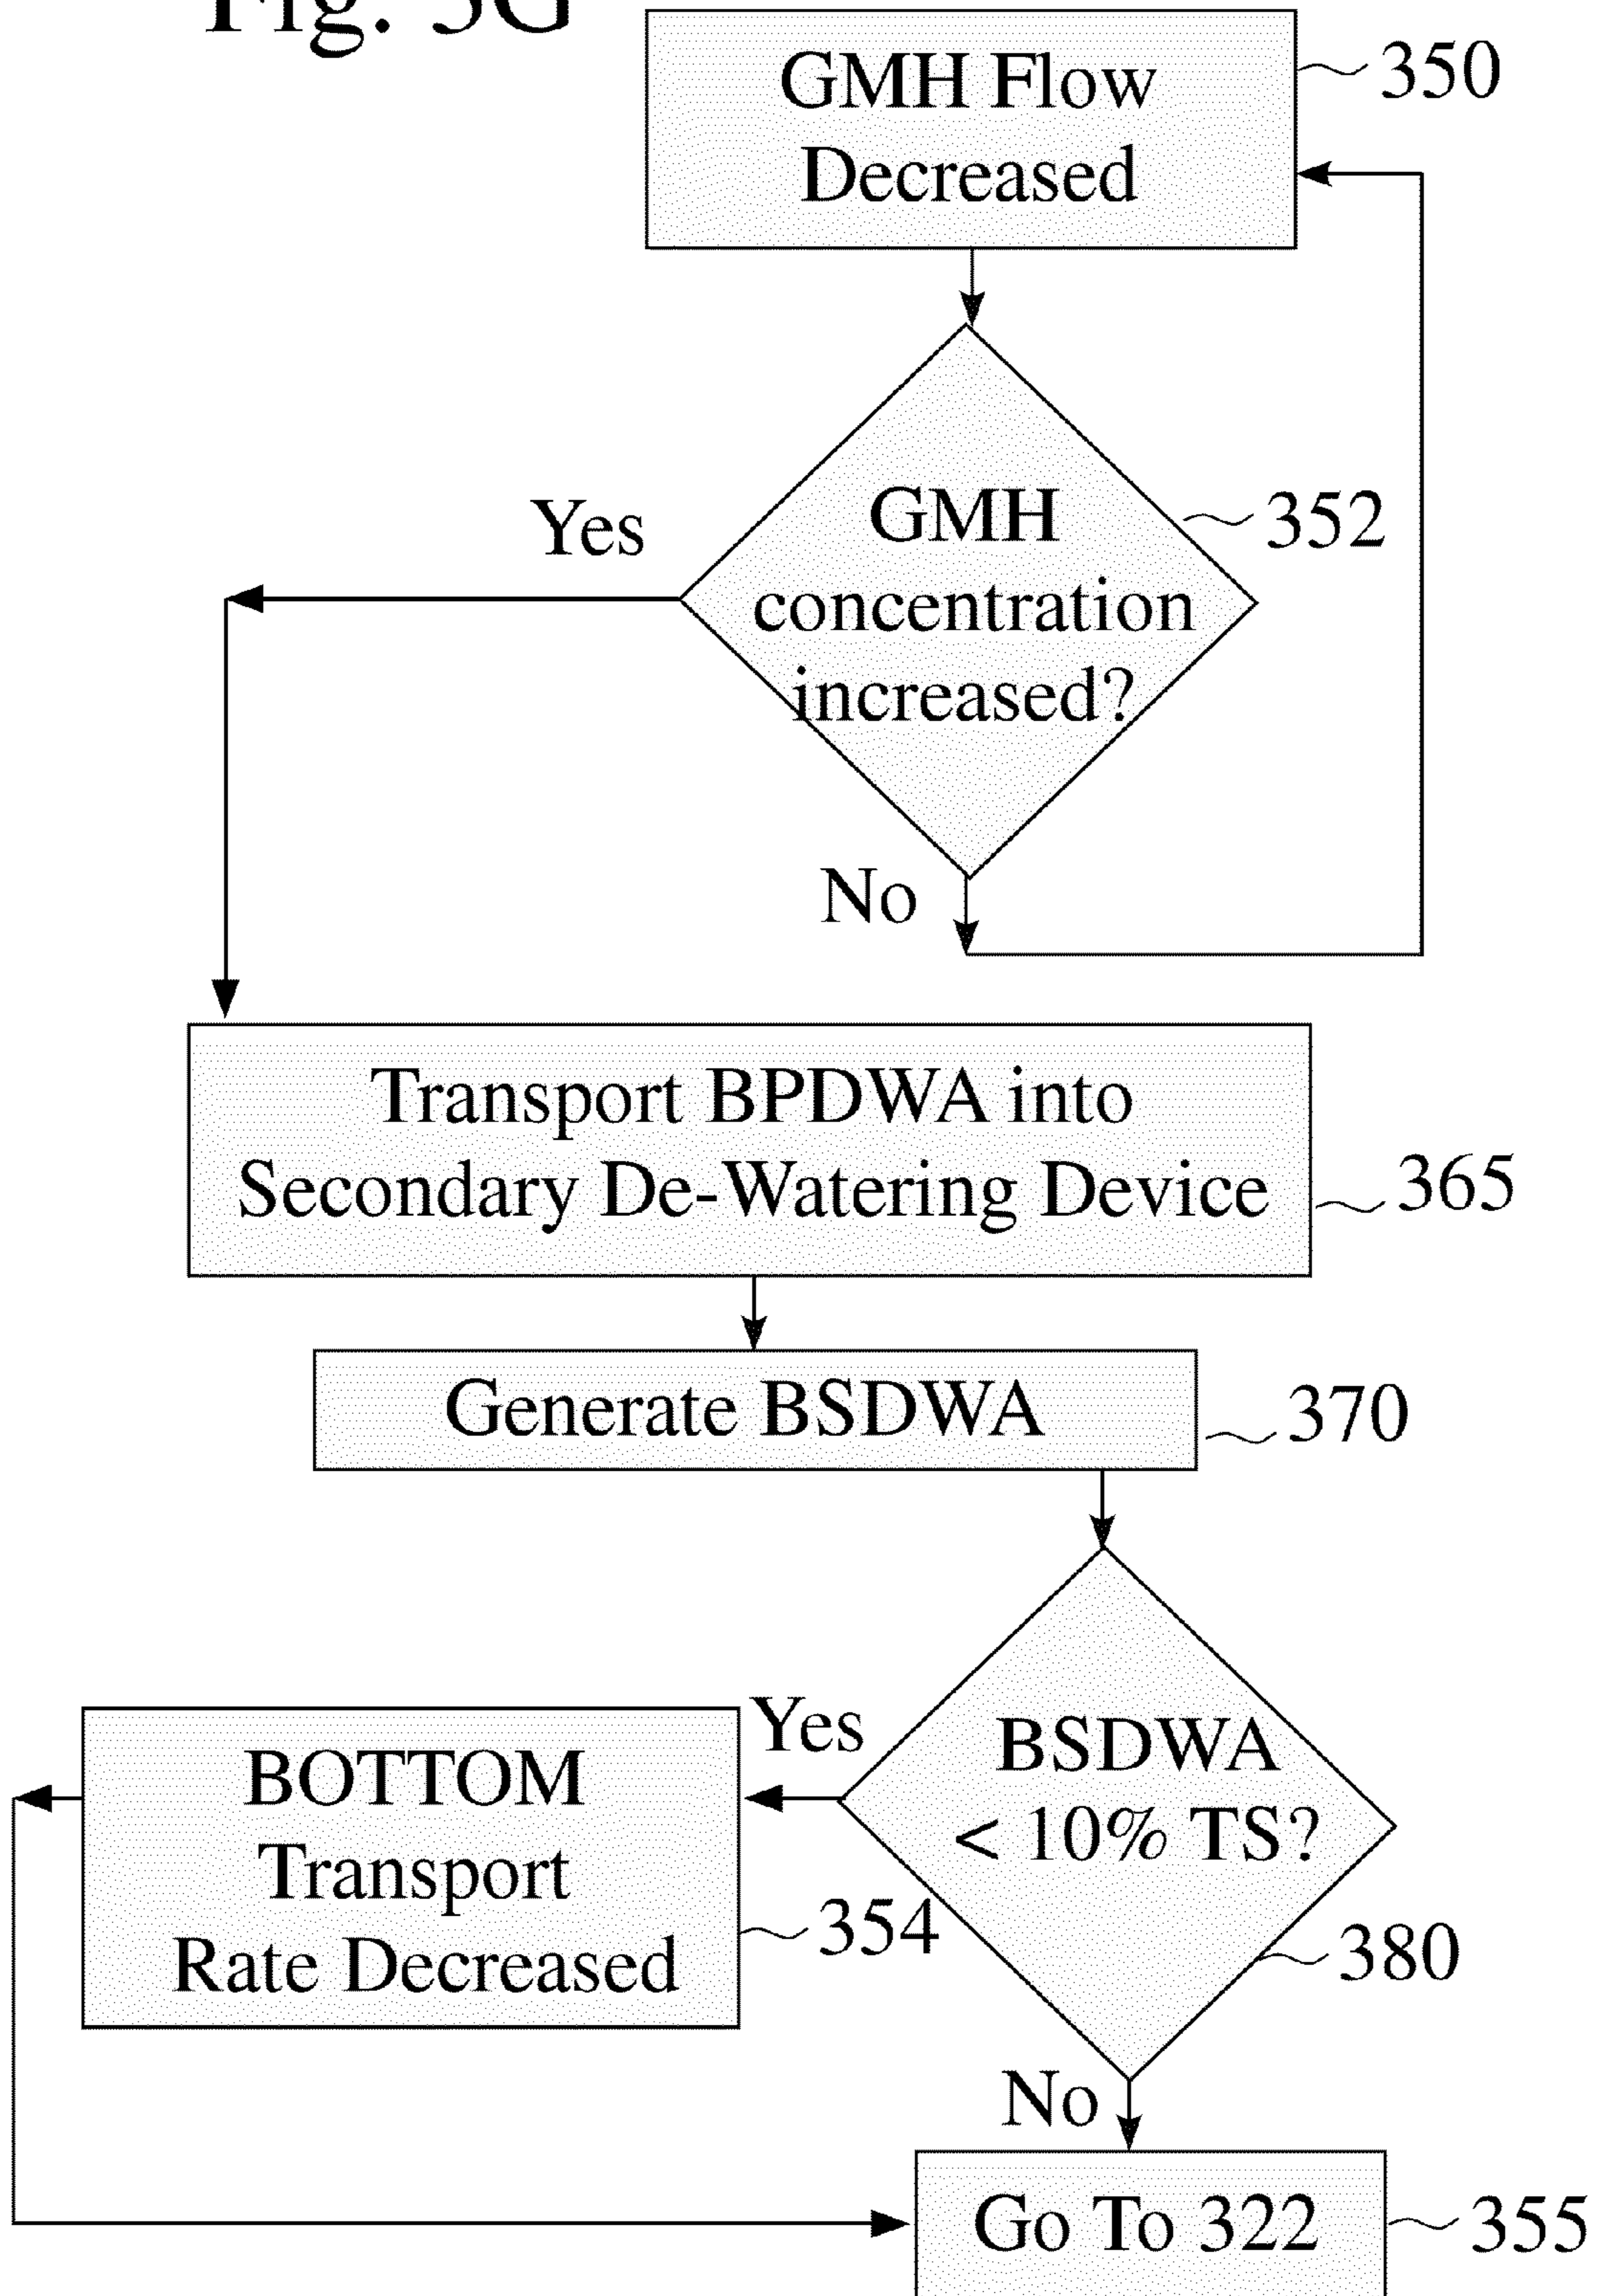 Fig. 5G
GMH Flow
Decreased
350
GMH
concentration
increased?
352
Yes
No
Transport BPDWA into
Secondary De-Watering Device
365
Generate BSDWA
370
BSDWA
< 10% TS?
380
Yes
BOTTOM
Transport
Rate Decreased
354
No
Go To 322
355